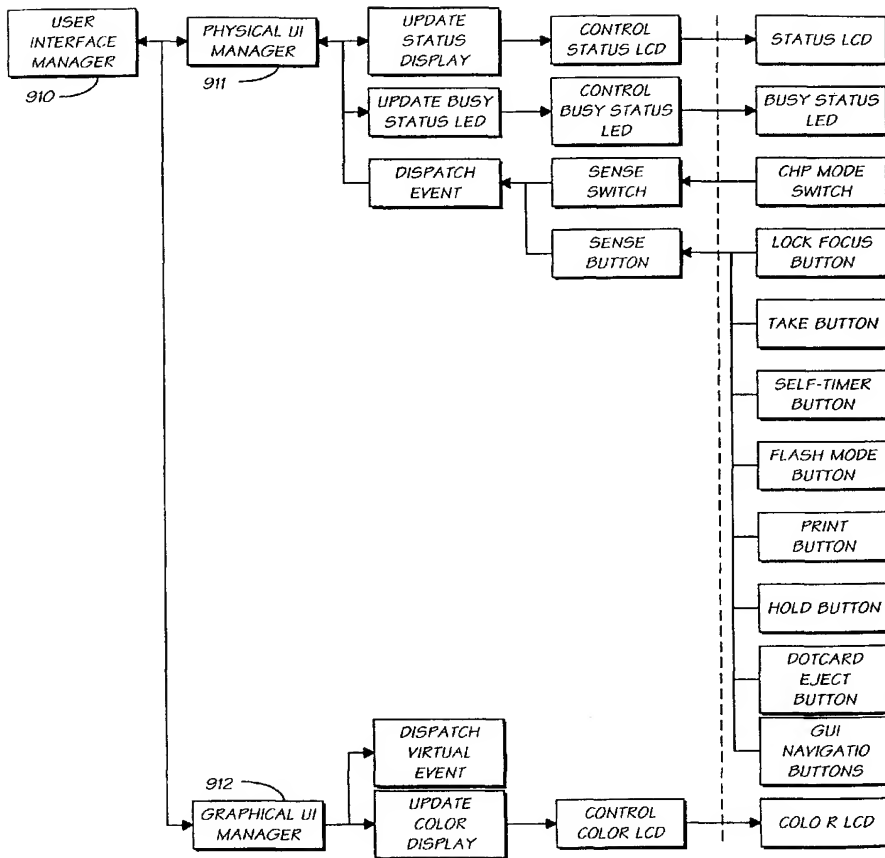 USER
INTERFACE
MANAGER
910
PHYSICAL UI
MANAGER
911
UPDATE
STATUS
DISPLAY
CONTROL
STATUS LCD
STATUS LCD
UPDATE BUSY
STATUS LED
CONTROL
BUSY STATUS
LED
BUSY STATUS
LED
DISPATCH
EVENT
SENSE
SWITCH
CHP MODE
SWITCH
SENSE
BUTTON
LOCK FOCUS
BUTTON
TAKE BUTTON
SELF-TIMER
BUTTON
FLASH MODE
BUTTON
PRINT
BUTTON
HOLD BUTTON
DOTCARD
EJECT
BUTTON
GUI
NAVIGATIO
BUTTONS
DISPATCH
VIRTUAL
EVENT
912
GRAPHICAL UI
MANAGER
UPDATE
COLOR
DISPLAY
CONTROL
COLOR LCD
COLO R LCD